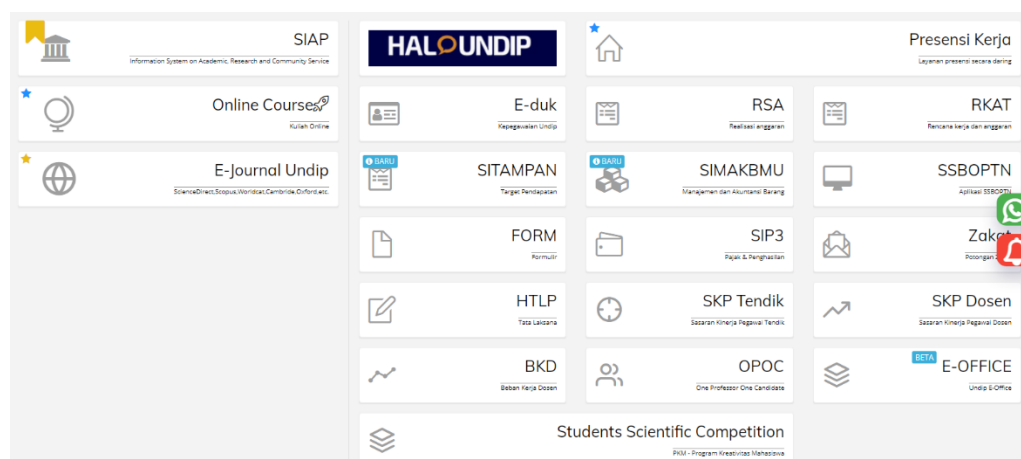 SIAP
Information System on Academic, Research and Community Service
HALOUNDIP
Presensi Kerja
Layanan presensi secara daring
Online Course
Kuliah Online
E-duk
Kepegawaian Undip
RSA
Realisasi anggaran
RKAT
Rencana kerja dan anggaran
E-Journal Undip
ScienceDirect,Scopus,Worldcat,Cambride,Oxford.etc.
BARU
SITAMPAN
Target Pendapatan
BARU
SIMAKBMU
Manajemen dan Akuntansi Barang
SSBOPTN
Aplikasi SSBOPTN
FORM
Formulir
SIP3
Pajak & Penghasilan
Zakat
Potongan
HTLP
Tata Laksana
SKP Tendik
Sasaran Kinerja Pegawai Tendik
SKP Dosen
Sasaran Kinerja Pegawai Dosen
BKD
Beban Kerja Dosen
OPOC
One Professor One Candidate
BETA
E-OFFICE
Undip E-Office
Students Scientific Competition
PKM - Program Kreativitas Mahasiswa